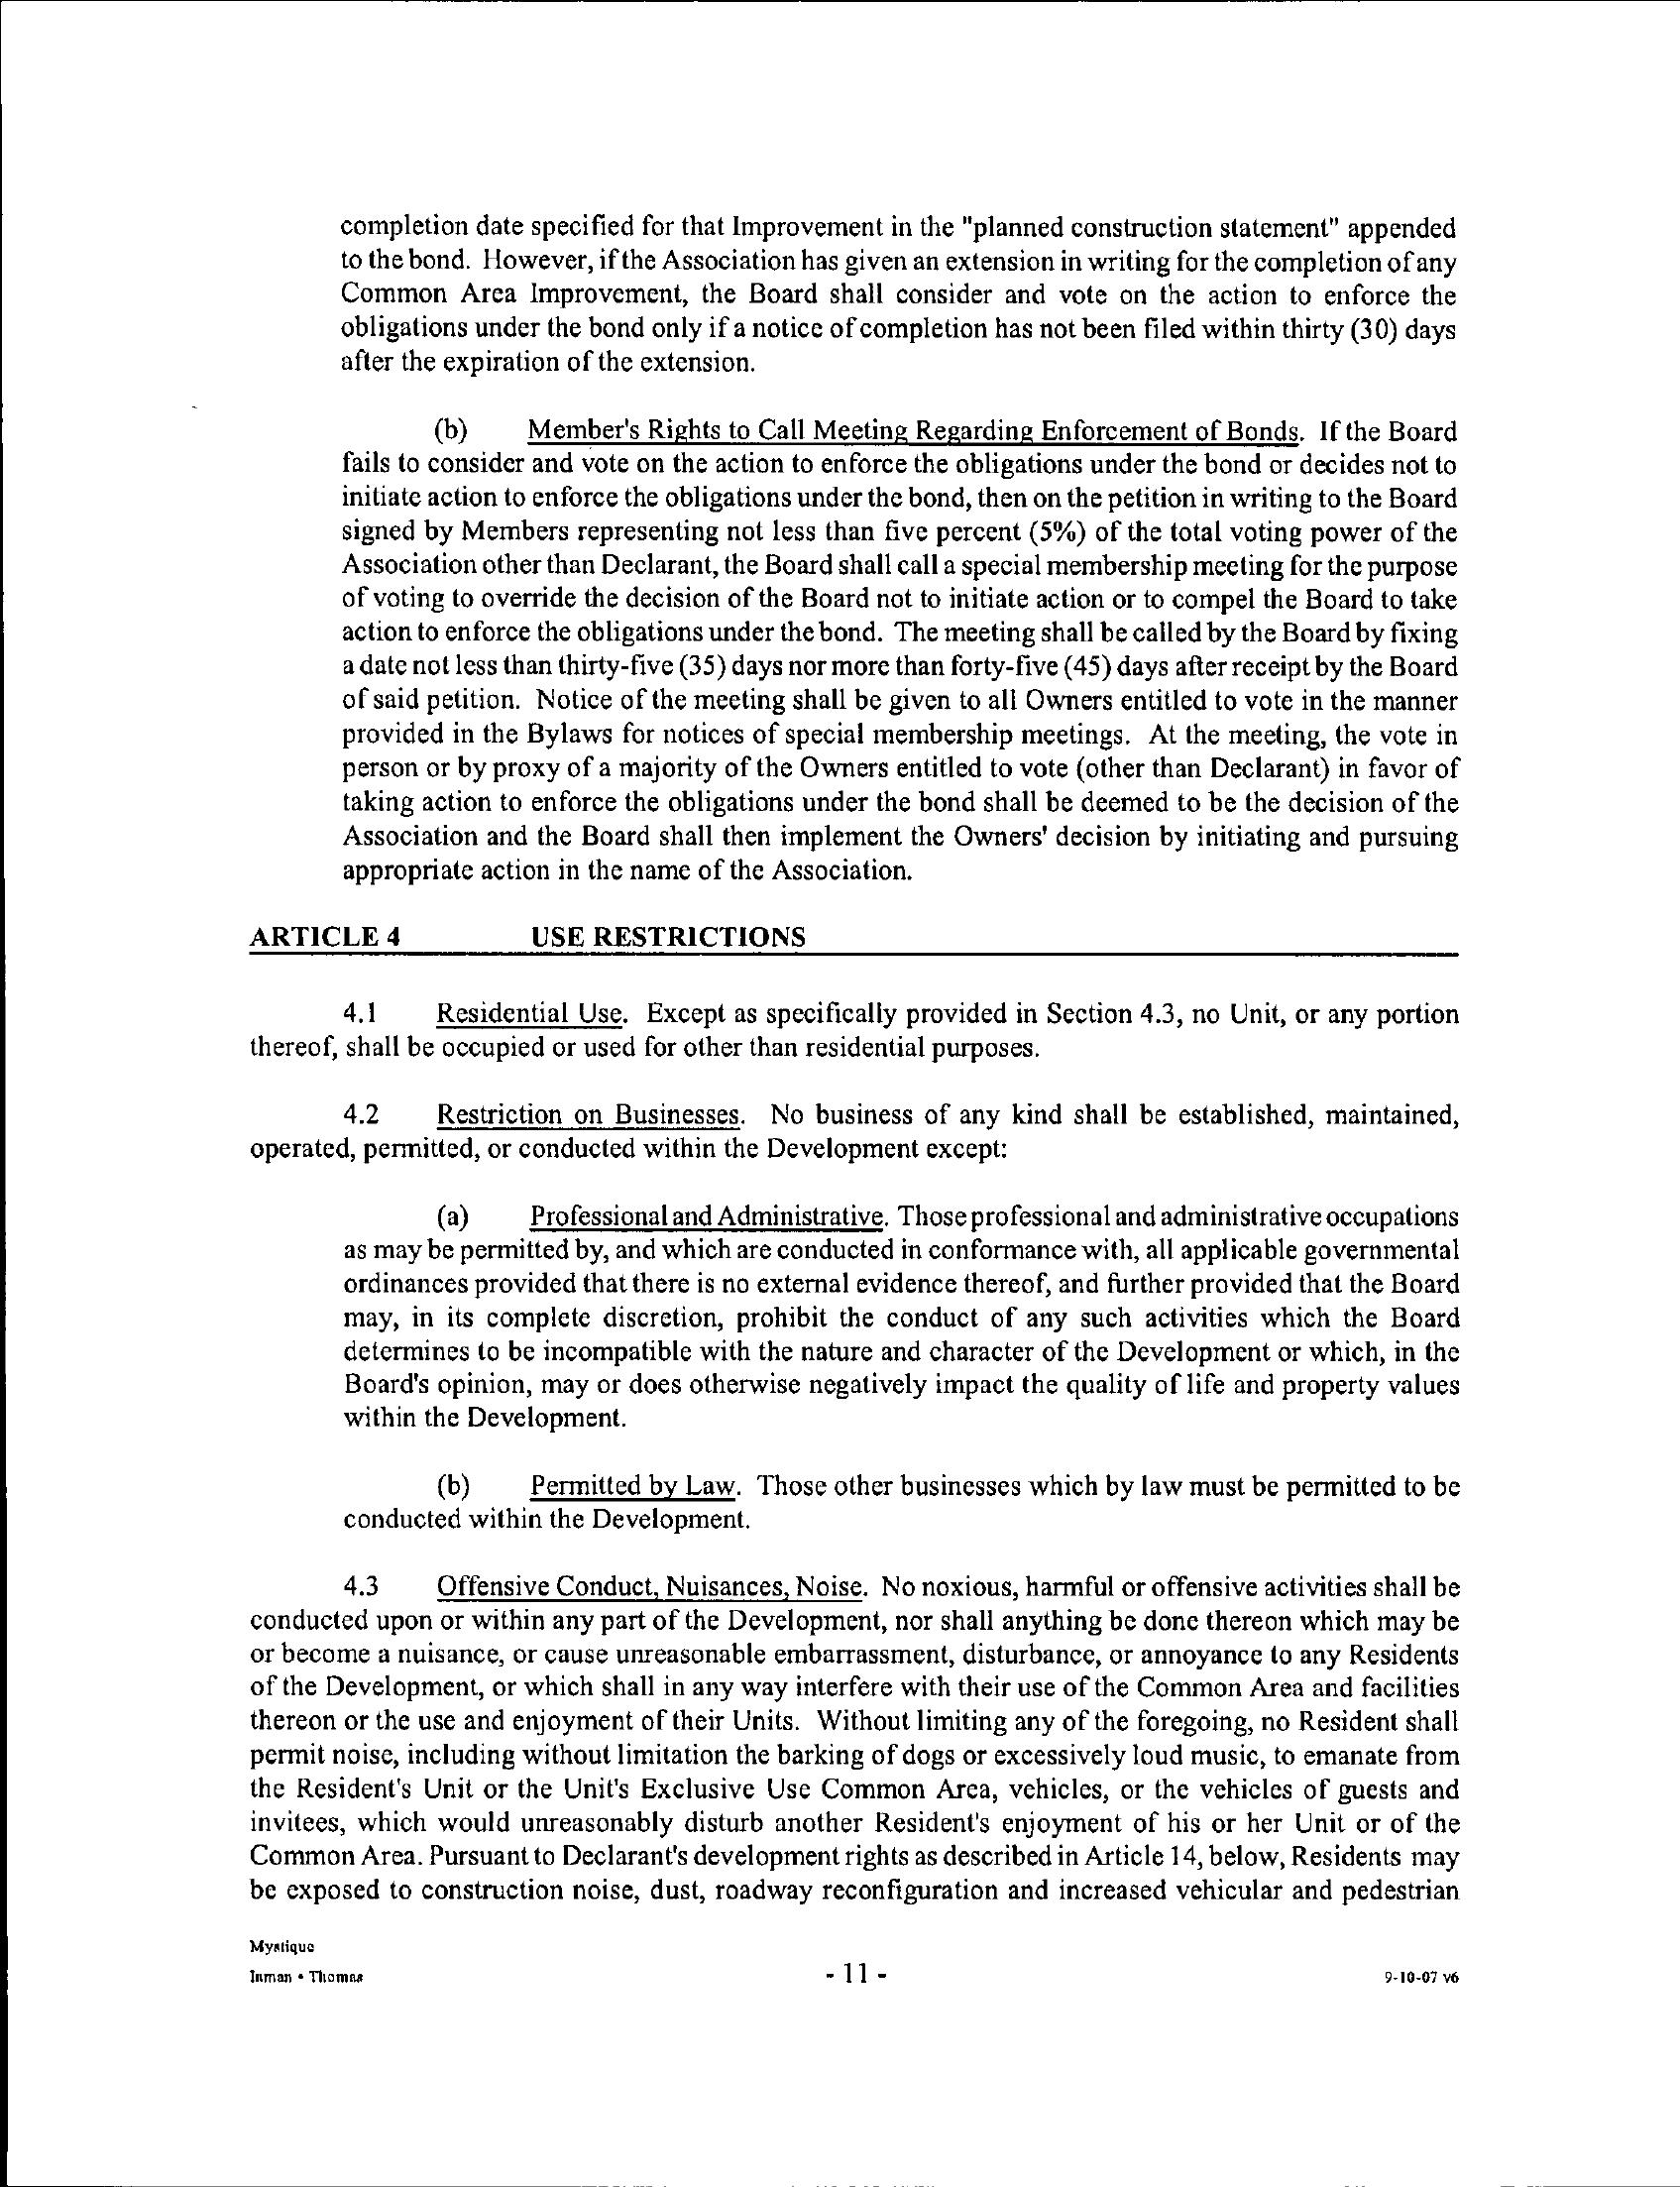 completion date specified for that Improvement in the "planned construction statement" appended
to the bond. However, if the Association has given an extension in writing for the completion of any
Common Area Improvement, the Board shall consider and vote on the action to enforce the
obligations under the bond only if a notice of completion has not been filed within thirty (30) days
after the expiration of the extension.
(b) Member's Rights to Call Meeting Regarding Enforcement of Bonds. If the Board
fails to consider and vote on the action to enforce the obligations under the bond or decides not to
initiate action to enforce the obligations under the bond, then on the petition in writing to the Board
signed by Members representing not less than five percent (5%) of the total voting power of the
Association other than Declarant, the Board shall call a special membership meeting for the purpose
of voting to override the decision of the Board not to initiate action or to compel the Board to take
action to enforce the obligations under the bond. The meeting shall be called by the Board by fixing
a date not less than thirty-five (35) days nor more than forty-five (45) days after receipt by the Board
of said petition. Notice of the meeting shall be given to all Owners entitled to vote in the manner
provided in the Bylaws for notices of special membership meetings. At the meeting, the vote in
person or by proxy of a majority of the Owners entitled to vote (other than Declarant) in favor of
taking action to enforce the obligations under the bond shall be deemed to be the decision of the
Association and the Board shall then implement the Owners' decision by initiating and pursuing
appropriate action in the name of the Association.
ARTICLE 4 USE RESTRICTIONS
4.1 Residential Use. Except as specifically provided in Section 4.3, no Unit, or any portion
thereof, shall be occupied or used for other than residential purposes.
4.2 Restriction on Businesses. No business of any kind shall be established, maintained,
operated, permitted, or conducted within the Development except:
(a) Professional and Administrative. Those professional and administrative occupations
as may be permitted by, and which are conducted in conformance with, all applicable governmental
ordinances provided that there is no external evidence thereof, and further provided that the Board
may, in its complete discretion, prohibit the conduct of any such activities which the Board
determines to be incompatible with the nature and character of the Development or which, in the
Board's opinion, may or does otherwise negatively impact the quality of life and property values
within the Development.
(b) Permitted by Law. Those other businesses which by law must be permitted to be
conducted within the Development.
4.3 Offensive Conduct, Nuisances, Noise. No noxious, harmful or offensive activities shall be
conducted upon or within any part of the Development, nor shall anything be done thereon which may be
or become a nuisance, or cause unreasonable embarrassment, disturbance, or annoyance to any Residents
of the Development, or which shall in any way interfere with their use of the Common Area and facilities
thereon or the use and enjoyment of their Units. Without limiting any of the foregoing, no Resident shall
permit noise, including without limitation the barking of dogs or excessively loud music, to emanate from
the Resident's Unit or the Unit's Exclusive Use Common Area, vehicles, or the vehicles of guests and
invitees, which would unreasonably disturb another Resident's enjoyment of his or her Unit or of the
Common Area. Pursuant to Declarant's development rights as described in Article 14, below, Residents may
be exposed to construction noise, dust, roadway reconfiguration and increased vehicular and pedestrian
Mystique
Inman • Thomas - 11 - 9-10-07 v6